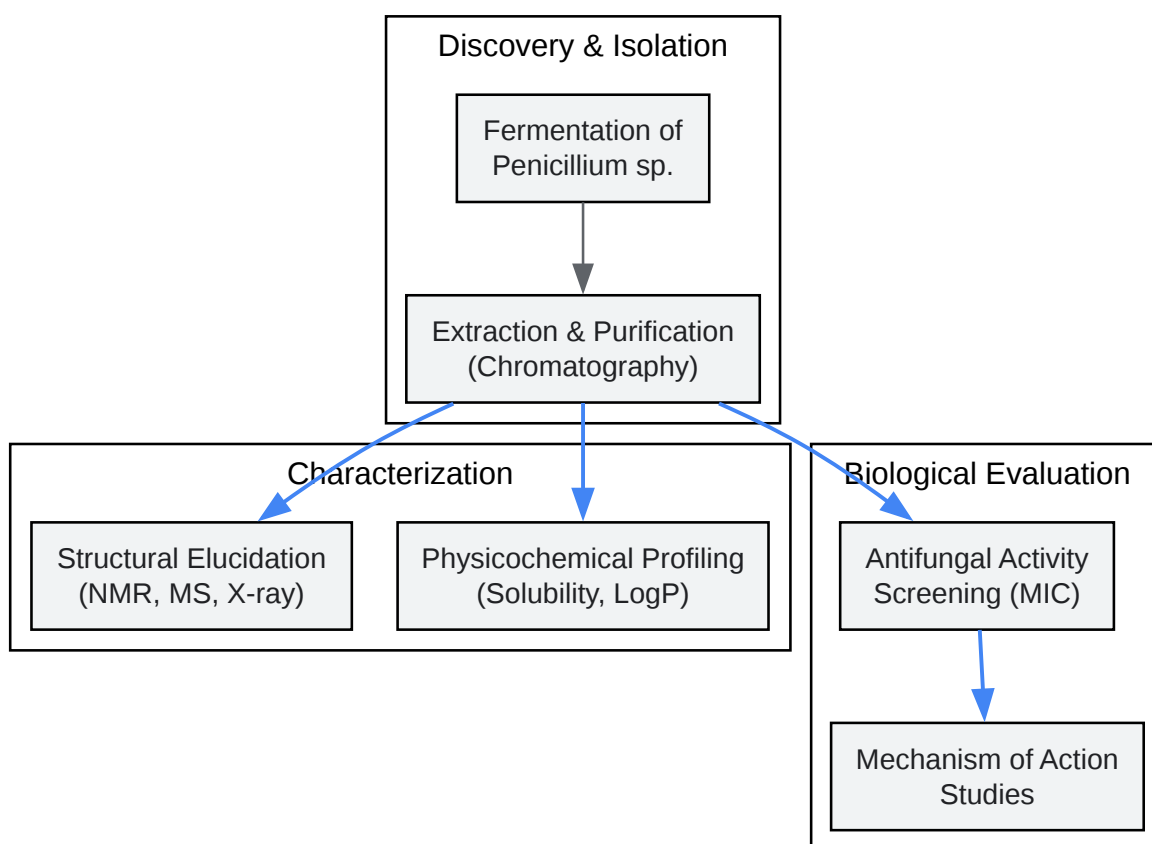 Discovery & Isolation
Fermentation of
Penicillium sp.
Extraction & Purification
(Chromatography)
Characterization
Structural Elucidation
(NMR, MS, X-ray)
Physicochemical Profiling
(Solubility, LogP)
Biological Evaluation
Antifungal Activity
Screening (MIC)
Mechanism of Action
Studies